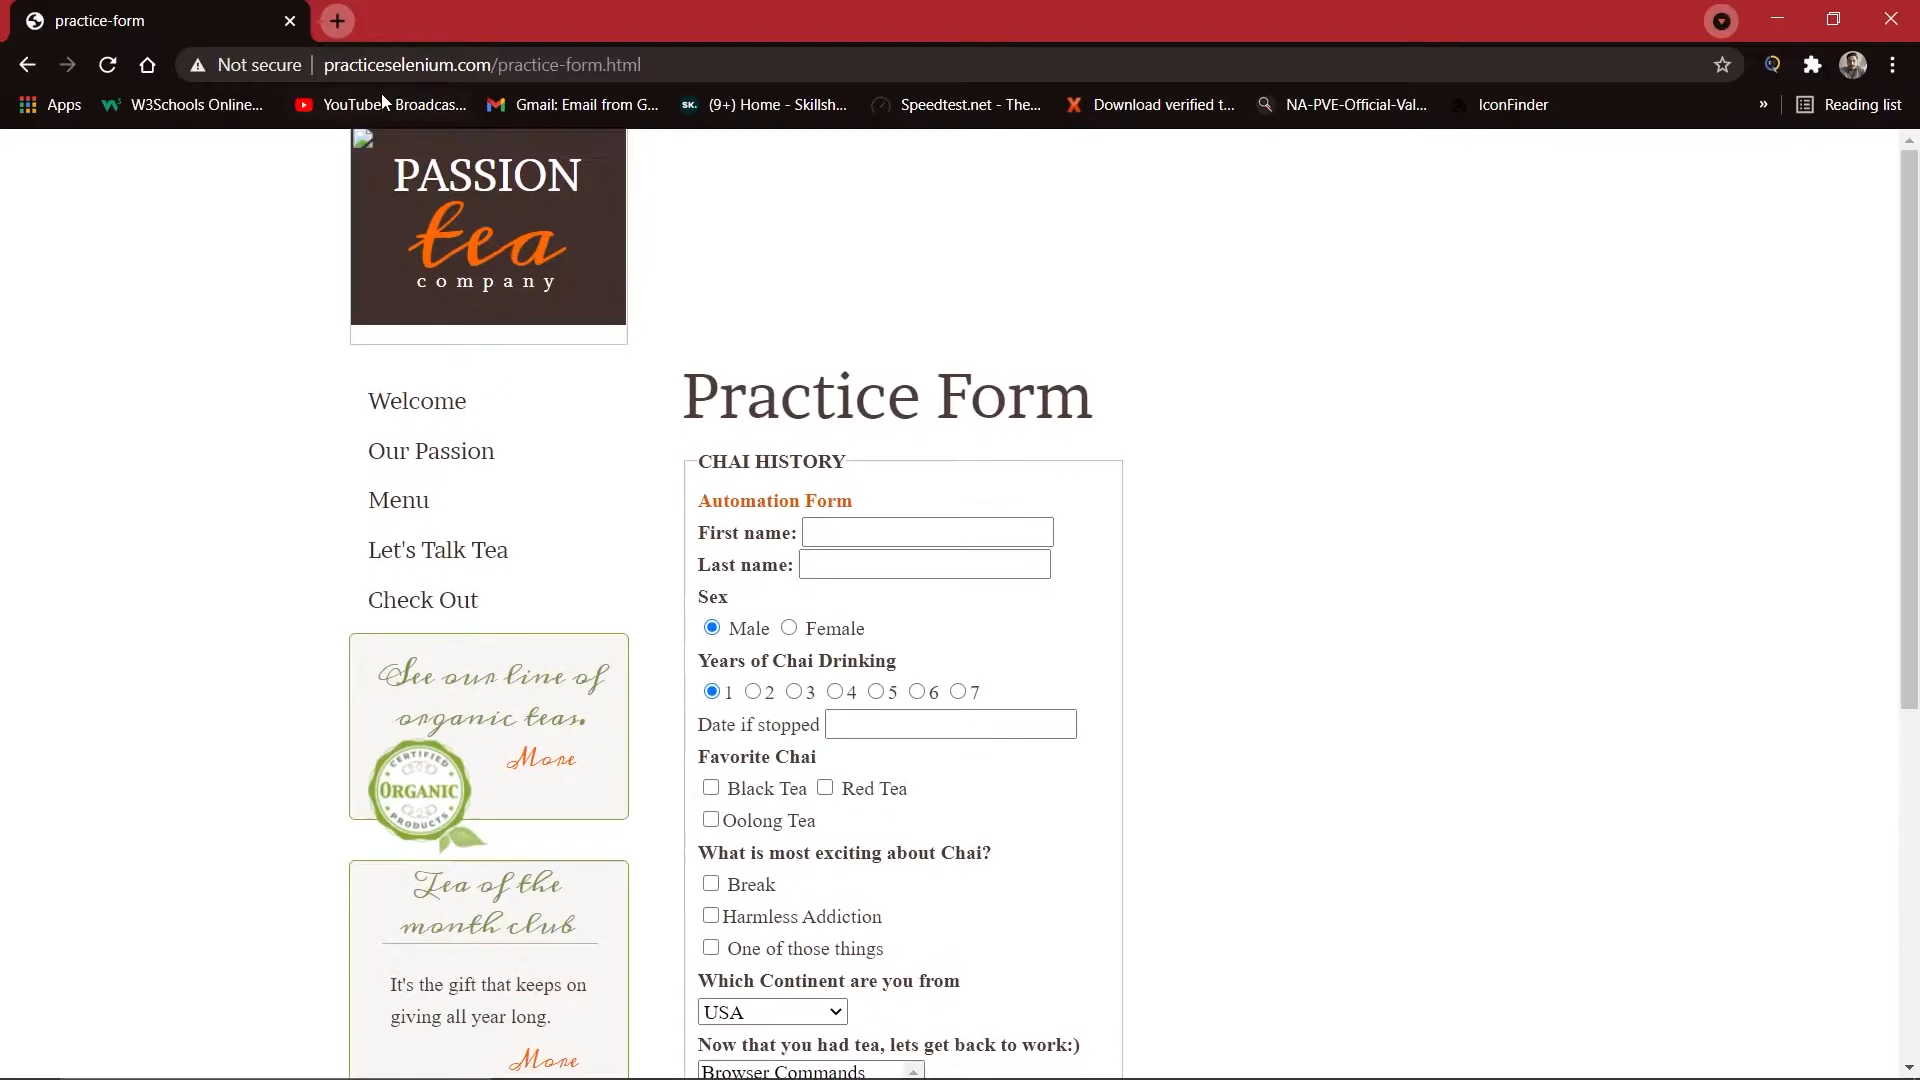 practice-form
Not secure practiceselenium.com/practice-form.html
Apps W3Schools Online... YouTube Broadcas... Gmail: Email from G... SK. (9+) Home - Skillsh... Speedtest.net - The... X Download verified t... NA-PVE-Official-Val... IconFinder » Reading list
PASSION
tea
company
Welcome
Our Passion
Menu
Let's Talk Tea
Check Out
See our line of
organic teas.
More
CERTIFIED
ORGANIC
PRODUCTS
Tea of the
month club
It's the gift that keeps on
giving all year long.
More
Practice Form
CHAI HISTORY
Automation Form
First name:
Last name:
Sex
Male Female
Years of Chai Drinking
1 2 3 4 5 6 7
Date if stopped
Favorite Chai
Black Tea Red Tea
Oolong Tea
What is most exciting about Chai?
Break
Harmless Addiction
One of those things
Which Continent are you from
USA
Now that you had tea, lets get back to work:)
Browser Commands